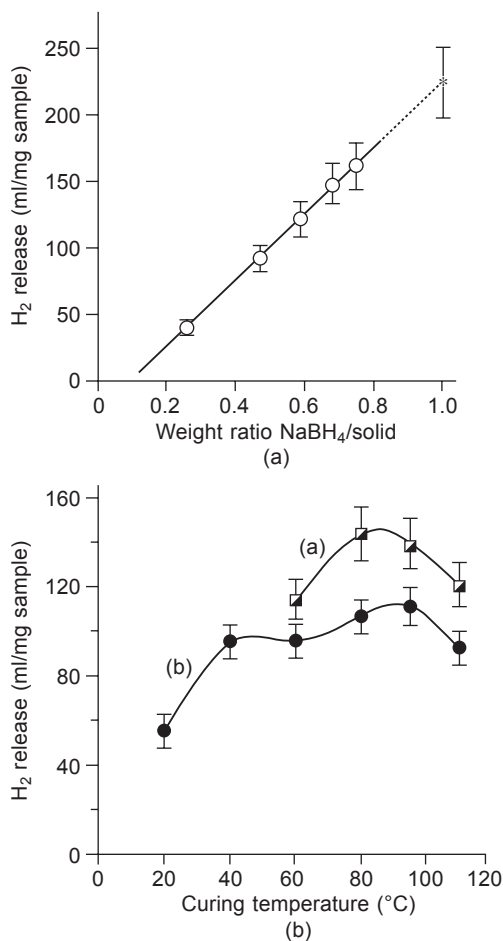 250
200
150
100
50
0
H₂ release (ml/mg sample)
0 0.2 0.4 0.6 0.8 1.0
Weight ratio NaBH₄/solid
(a)
160
120
80
40
0
H₂ release (ml/mg sample)
(a)
(b)
0 20 40 60 80 100 120
Curing temperature (°C)
(b)